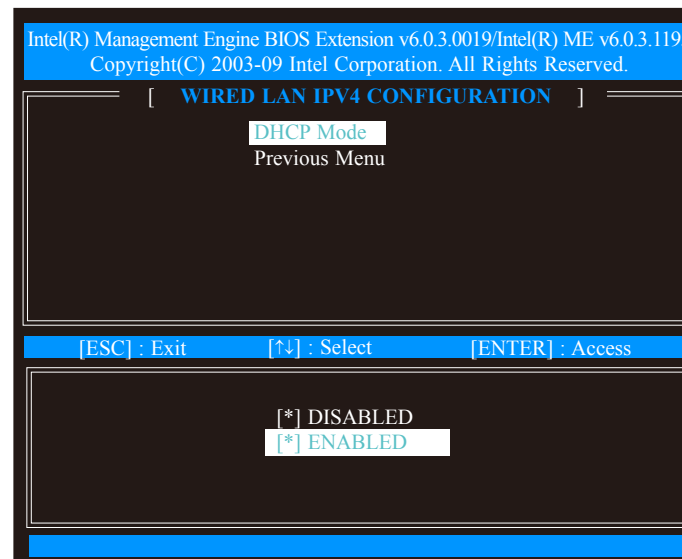 Intel(R) Management Engine BIOS Extension v6.0.3.0019/Intel(R) ME v6.0.3.119
Copyright(C) 2003-09 Intel Corporation. All Rights Reserved.
[ WIRED LAN IPV4 CONFIGURATION ]
DHCP Mode
Previous Menu
[ESC] : Exit [↑↓] : Select [ENTER] : Access
[*] DISABLED
[*] ENABLED